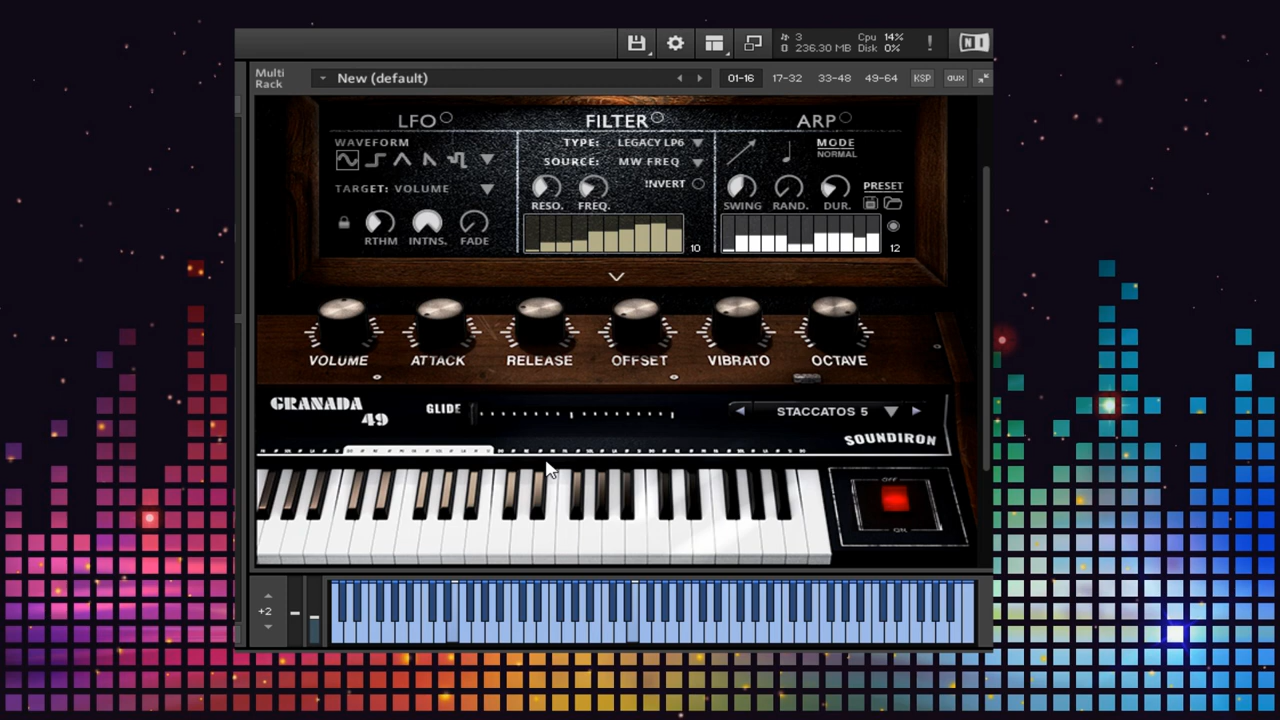 3 Cpu 14%
236.30 MB Disk 0%
!
NI
Multi
Rack
New (default)
01-16 17-32 33-48 49-64 KSP aux
LFO FILTER ARP
WAVEFORM
TYPE: LEGACY LP6
MODE
NORMAL
SOURCE: MW FREQ
TARGET: VOLUME
INVERT
PRESET
RESO. FREQ.
SWING RAND. DUR.
RTHM INTNS. FADE
10
12
VOLUME ATTACK RELEASE OFFSET VIBRATO OCTAVE
GRANADA
49
GLIDE
STACCATOS 5
SOUNDIRON
OFF
ON
+2